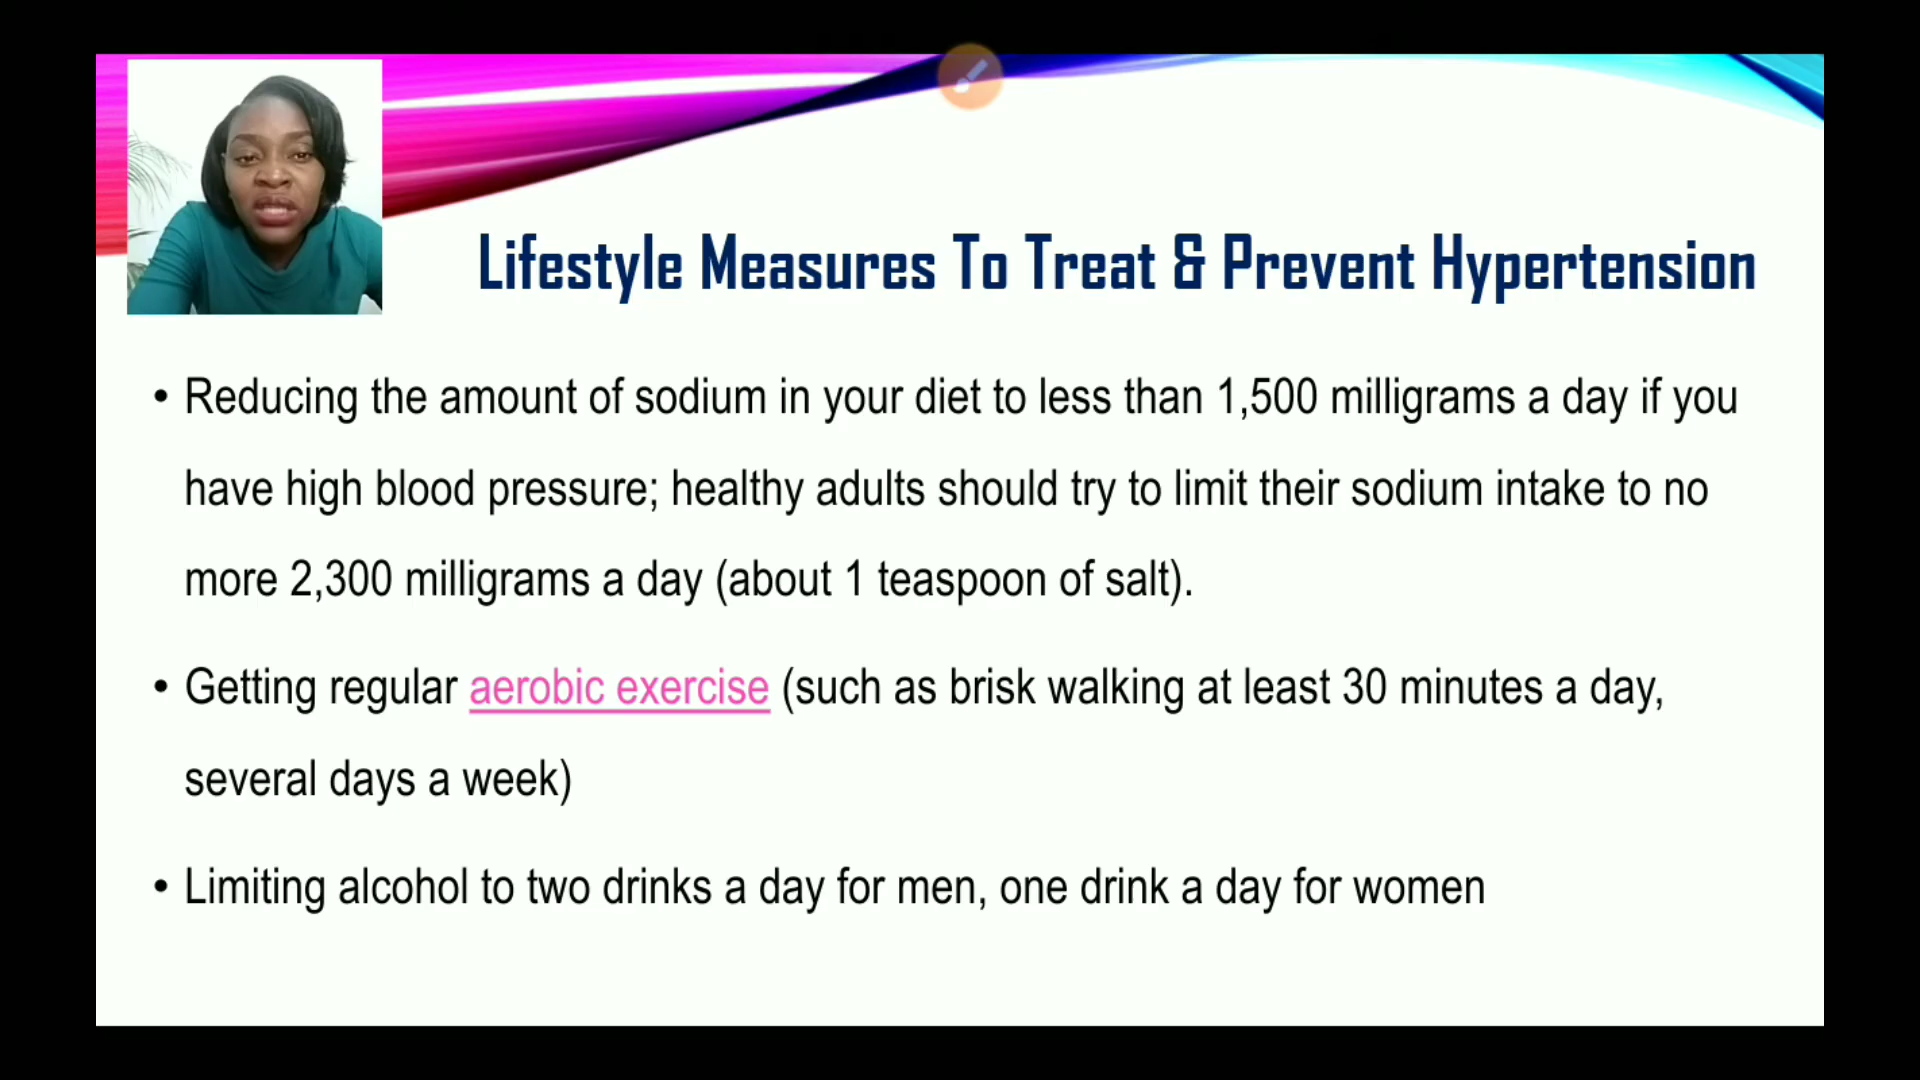 Lifestyle Measures To Treat & Prevent Hypertension
• Reducing the amount of sodium in your diet to less than 1,500 milligrams a day if you
have high blood pressure; healthy adults should try to limit their sodium intake to no
more 2,300 milligrams a day (about 1 teaspoon of salt).
• Getting regular aerobic exercise (such as brisk walking at least 30 minutes a day,
several days a week)
• Limiting alcohol to two drinks a day for men, one drink a day for women